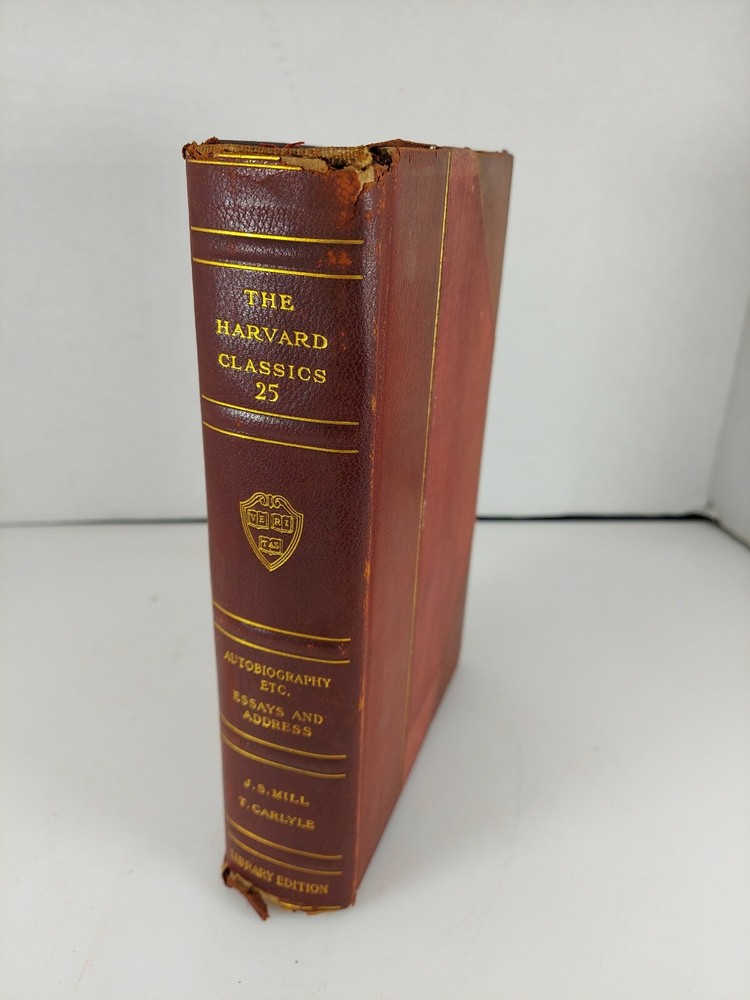 THE
HARVARD
CLASSICS
25
VE RI
TAS
AUTOBIOGRAPHY
ETC.
ESSAYS AND
ADDRESS
J.S.MILL
T.CARLYLE
LIBRARY EDITION